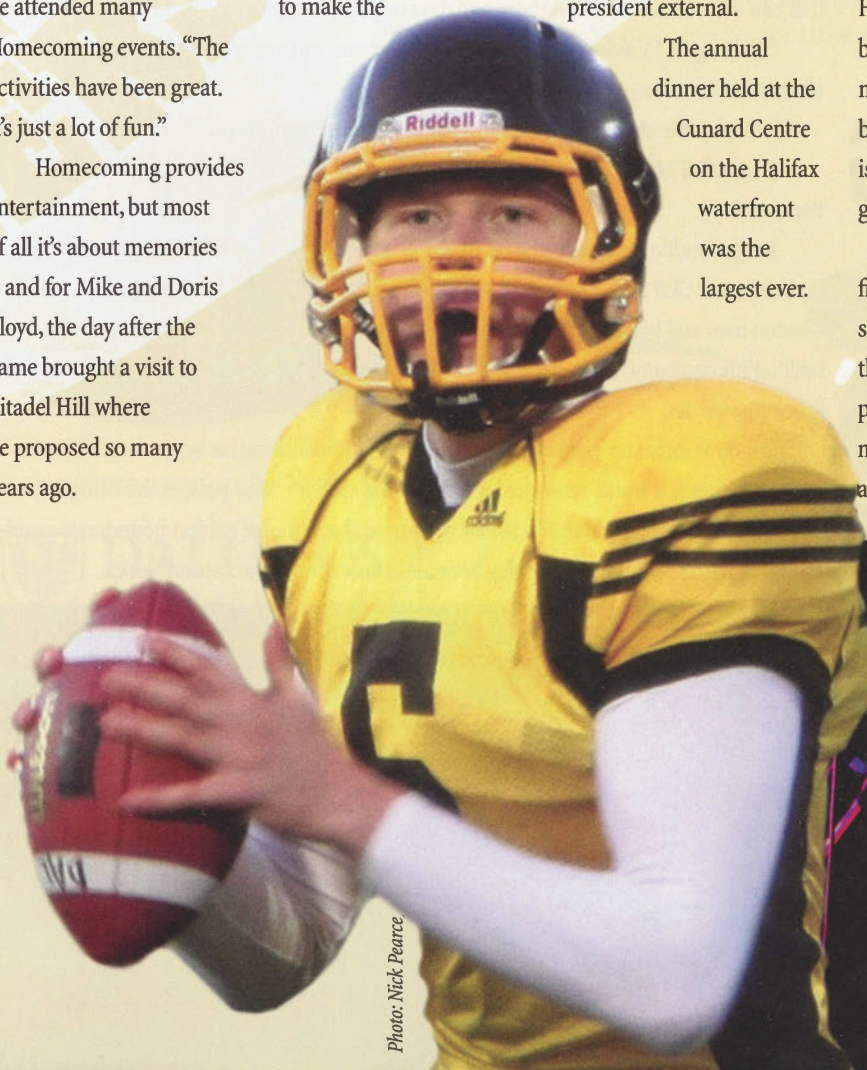 e attended many
Homecoming events. “The
ctivities have been great.
’s just a lot of fun.”
Homecoming provides
ntertainment, but most
f all it’s about memories
and for Mike and Doris
loyd, the day after the
ame brought a visit to
itadel Hill where
e proposed so many
ears ago.
to make the
president external.
The annual
dinner held at the
Cunard Centre
on the Halifax
waterfront
was the
largest ever.
Riddell
adidas
6
Wilson
Photo: Nick Pearce